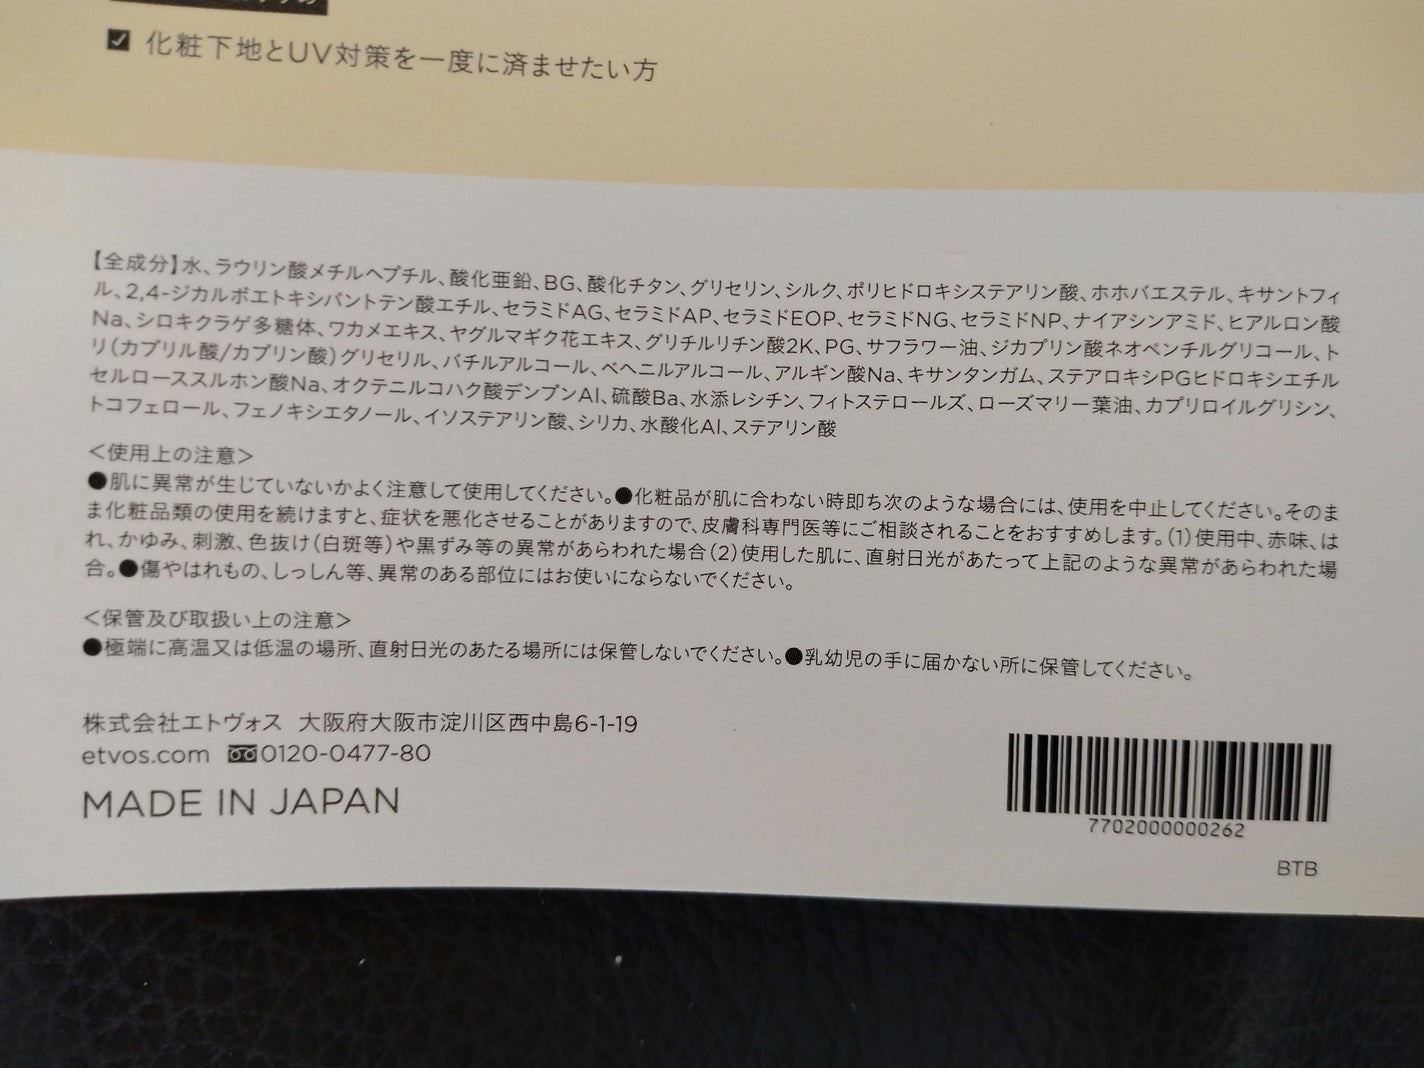 化粧下地とUV対策を一度に済ませたい方
【全成分】水、ラウリン酸メチルヘプチル、酸化亜鉛、BG、酸化チタン、グリセリン、シルク、ポリヒドロキシステアリン酸、ホホバエステル、キサントフィ
ル、2,4-ジカルボエトキシパントテン酸エチル、セラミドAG、セラミドAP、セラミドEOP、セラミドNG、セラミドNP、ナイアシンアミド、ヒアルロン酸
Na、シロキクラゲ多糖体、ワカメエキス、ヤグルマギク花エキス、グリチルリチン酸2K、PG、サフラワー油、ジカプリン酸ネオペンチルグリコール、ト
リ(カプリル酸/カプリン酸)グリセリル、バチルアルコール、ベヘニルアルコール、アルギン酸Na、キサンタンガム、ステアロキシPGヒドロキシエチル
セルローススルホン酸Na、オクテニルコハク酸デンプンAl、硫酸Ba、水添レシチン、フィトステロールズ、ローズマリー葉油、カプリロイルグリシン、
トコフェロール、フェノキシエタノール、イソステアリン酸、シリカ、水酸化Al、ステアリン酸
<使用上の注意>
●肌に異常が生じていないかよく注意して使用してください。●化粧品が肌に合わない時即ち次のような場合には、使用を中止してください。そのま
ま化粧品類の使用を続けますと、症状を悪化させることがありますので、皮膚科専門医等にご相談されることをおすすめします。(1)使用中、赤味、は
れ、かゆみ、刺激、色抜け(白斑等)や黒ずみ等の異常があらわれた場合(2)使用した肌に、直射日光があたって上記のような異常があらわれた場
合。●傷やはれもの、しっしん等、異常のある部位にはお使いにならないでください。
<保管及び取扱い上の注意>
●極端に高温又は低温の場所、直射日光のあたる場所には保管しないでください。●乳幼児の手に届かない所に保管してください。
株式会社エトヴォス 大阪府大阪市淀川区西中島6-1-19
etvos.com 0120-0477-80
MADE IN JAPAN
7702000000262
BTB